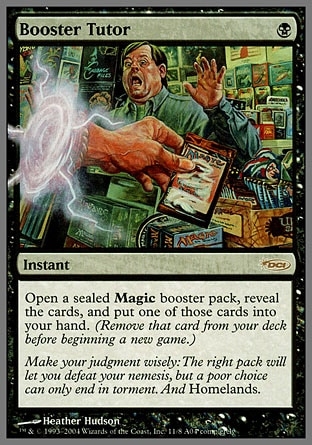 Booster Tutor
MAGIC
Instant
DCI
Open a sealed Magic booster pack, reveal
the cards, and put one of those cards into
your hand. (Remove that card from your deck
before beginning a new game.)
Make your judgment wisely: The right pack will
let you defeat your nemesis, but a poor choice
can only end in torment. And Homelands.
Heather Hudson
™ & © 1993–2004 Wizards of the Coast, Inc. 11/8